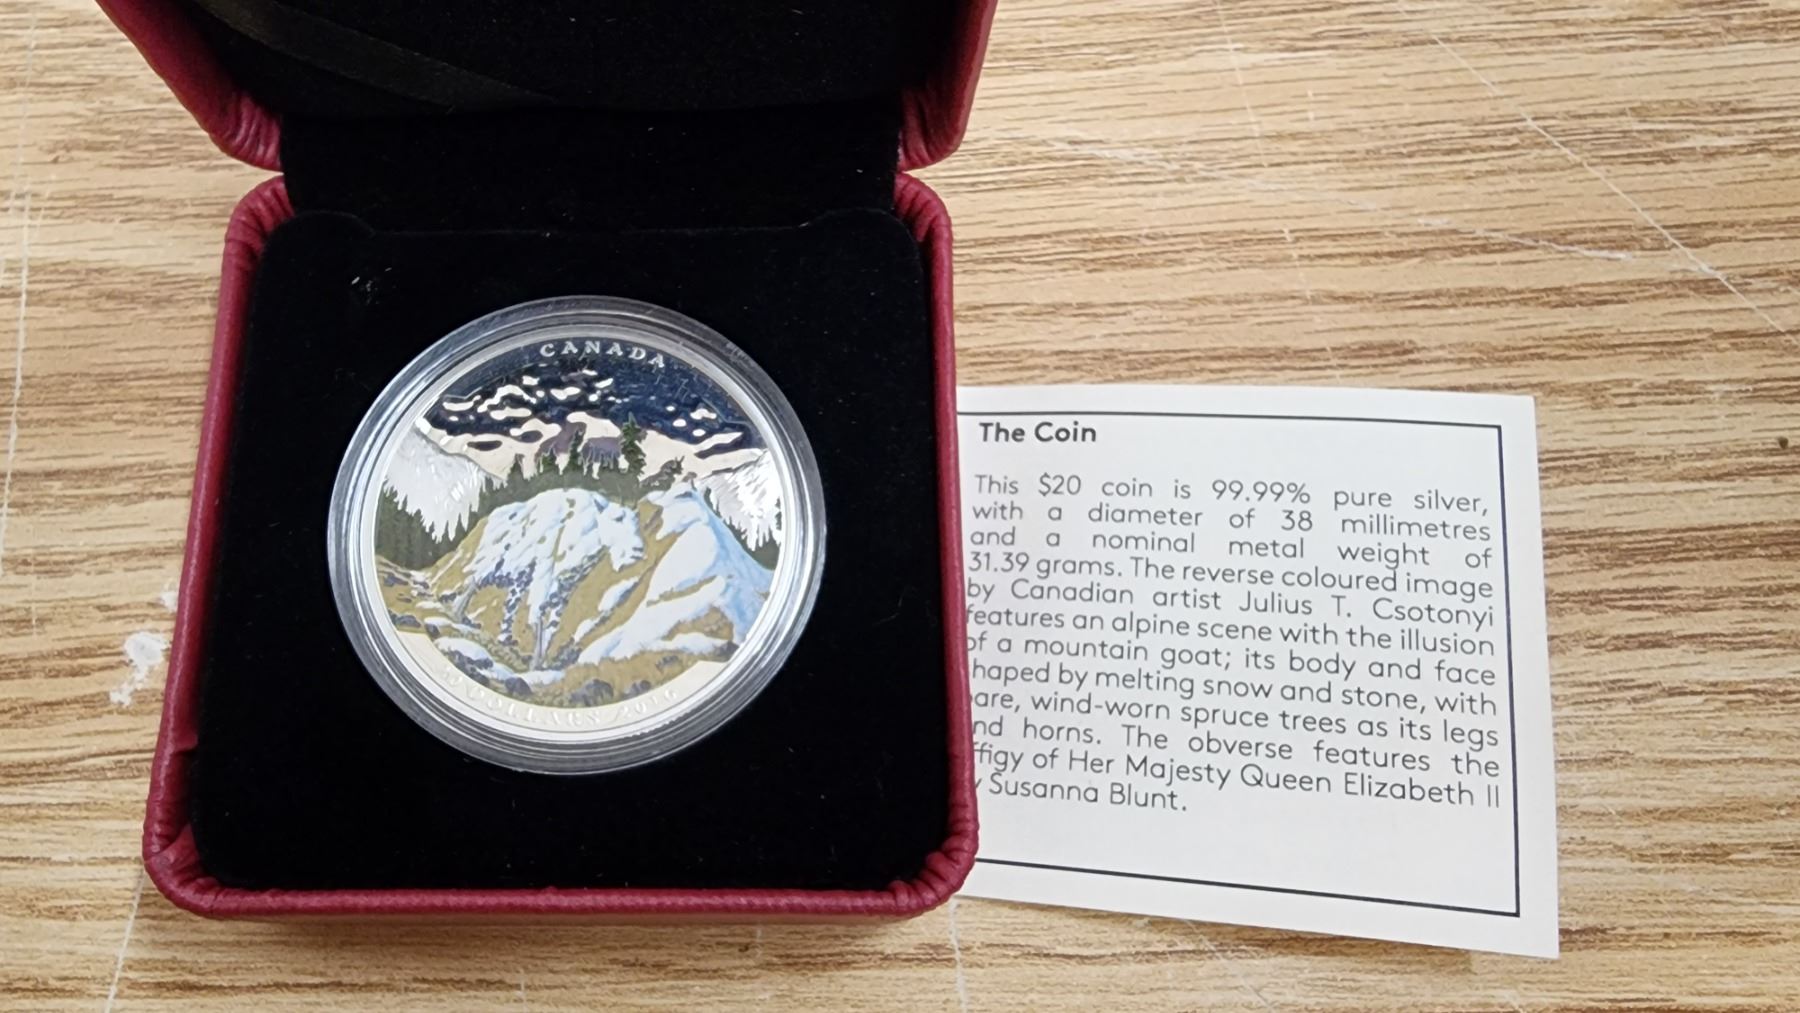 CANADA
DOLLARS 2016
The Coin
This $20 coin is 99.99% pure silver,
with a diameter of 38 millimetres
and a nominal metal weight of
31.39 grams. The reverse coloured image
by Canadian artist Julius T. Csotonyi
features an alpine scene with the illusion
of a mountain goat; its body and face
haped by melting snow and stone, with
are, wind-worn spruce trees as its legs
nd horns. The obverse features the
ffigy of Her Majesty Queen Elizabeth II
Susanna Blunt.